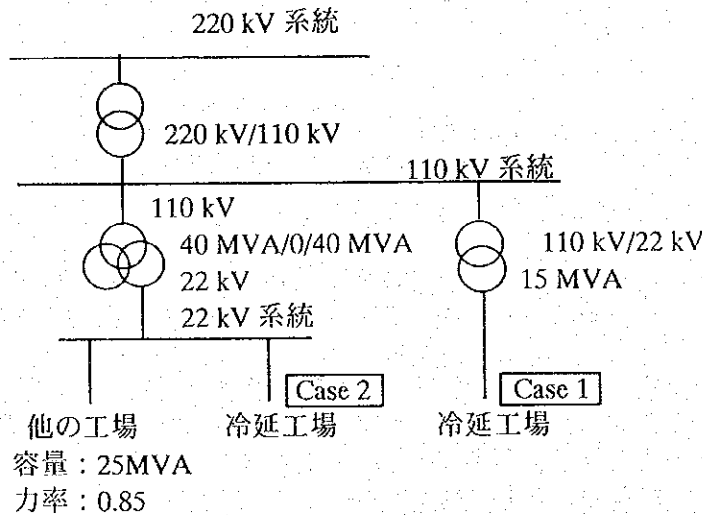 220 kV 系統
220 kV/110 kV
110 kV 系統
110 kV
40 MVA/0/40 MVA
22 kV
22 kV 系統
110 kV/22 kV
15 MVA
Case 2
Case 1
他の工場
冷延工場
冷延工場
容量：25MVA
力率：0.85